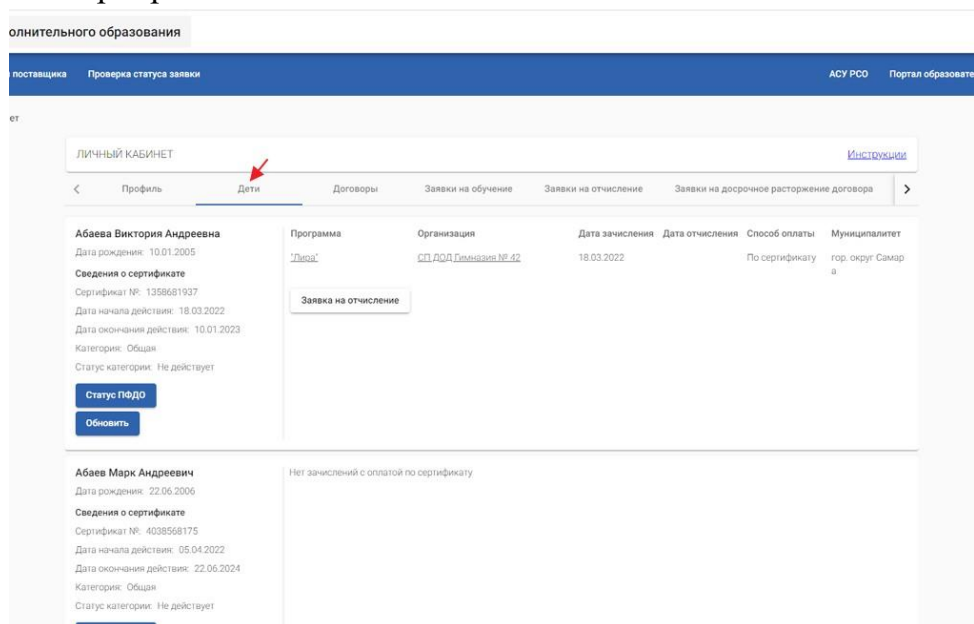 олнительного образования
поставщика Проверка статуса заявки АСУ РСО Портал образовате
ет
ЛИЧНЫЙ КАБИНЕТ Инструкции
Профиль Дети Договоры Заявки на обучение Заявки на отчисление Заявки на досрочное расторжение договора
Абаева Виктория Андреевна
Дата рождения: 10.01.2005
Сведения о сертификате
Сертификат №: 1358681937
Дата начала действия: 18.03.2022
Дата окончания действия: 10.01.2023
Категория: Общая
Статус категории: Не действует
Статус ПФДО
Обновить
Программа Организация Дата зачисления Дата отчисления Способ оплаты Муниципалитет
"Лира" СП ДОД Гимназия № 42 18.03.2022 По сертификату гор. округ Самар
а
Заявка на отчисление
Абаев Марк Андреевич
Дата рождения: 22.06.2006
Сведения о сертификате
Сертификат №: 4038568175
Дата начала действия: 05.04.2022
Дата окончания действия: 22.06.2024
Категория: Общая
Статус категории: Не действует
Нет зачислений с оплатой по сертификату